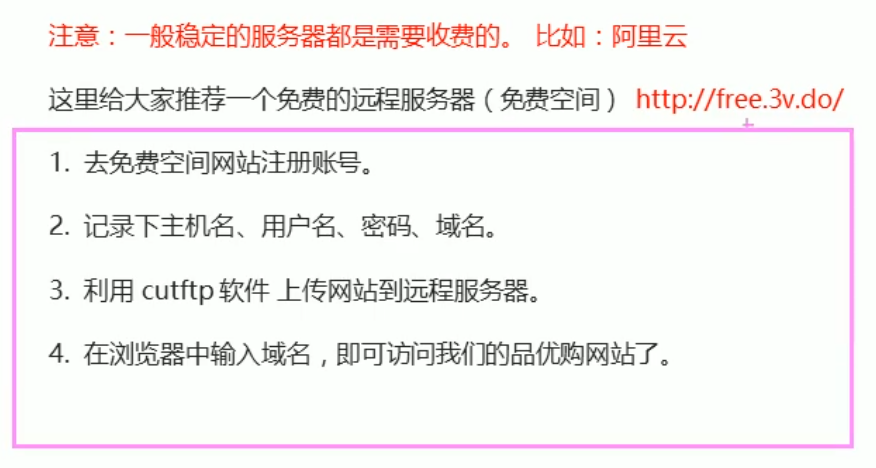 注意：一般稳定的服务器都是需要收费的。 比如：阿里云
这里给大家推荐一个免费的远程服务器（免费空间） http://free.3v.do/
1. 去免费空间网站注册账号。
2. 记录下主机名、用户名、密码、域名。
3. 利用 cutftp 软件 上传网站到远程服务器。
4. 在浏览器中输入域名，即可访问我们的品优购网站了。